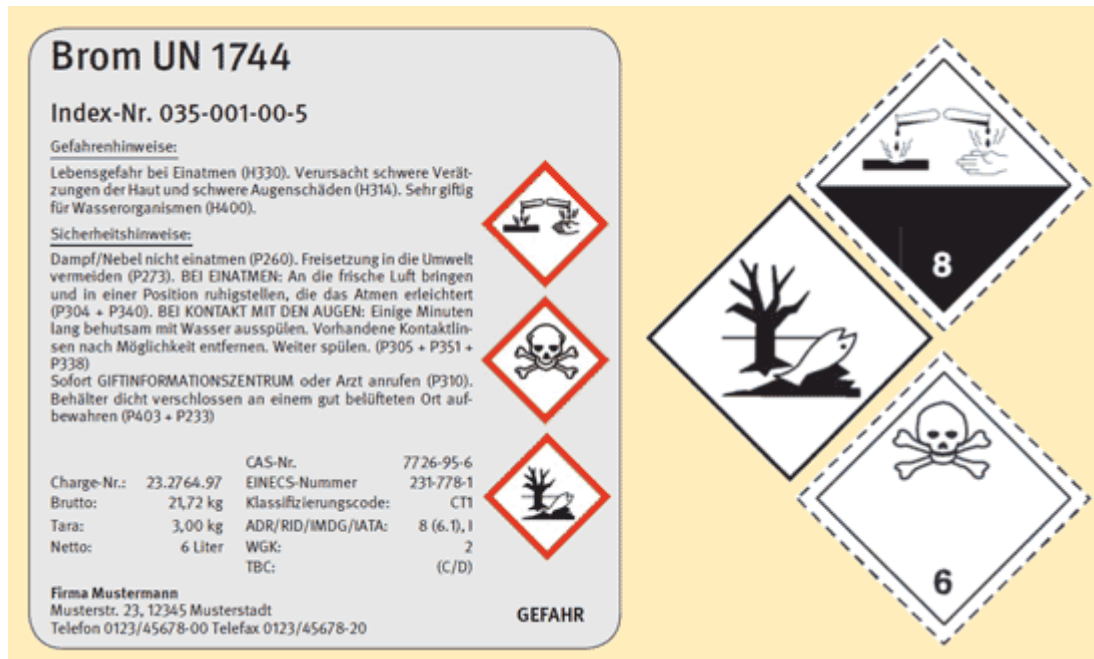 Brom UN 1744
Index-Nr. 035-001-00-5
Gefahrenhinweise:
Lebensgefahr bei Einatmen (H330). Verursacht schwere Verät-
zungen der Haut und schwere Augenschäden (H314). Sehr giftig
für Wasserorganismen (H400).
Sicherheitshinweise:
Dampf/Nebel nicht einatmen (P260). Freisetzung in die Umwelt
vermeiden (P273). BEI EINATMEN: An die frische Luft bringen
und in einer Position ruhigstellen, die das Atmen erleichtert
(P304 + P340). BEI KONTAKT MIT DEN AUGEN: Einige Minuten
lang behutsam mit Wasser ausspülen. Vorhandene Kontaktlin-
sen nach Möglichkeit entfernen. Weiter spülen. (P305 + P351 +
P338)
Sofort GIFTINFORMATIONSZENTRUM oder Arzt anrufen (P310).
Behälter dicht verschlossen an einem gut belüfteten Ort auf-
bewahren (P403 + P233)
CAS-Nr. 7726-95-6
Charge-Nr.: 23.2764.97 EINECS-Nummer 231-778-1
Brutto: 21,72 kg Klassifizierungscode: CT1
Tara: 3,00 kg ADR/RID/IMDG/IATA: 8 (6.1), I
Netto: 6 Liter WGK: 2
TBC: (C/D)
Firma Mustermann
Musterstr. 23, 12345 Musterstadt
Telefon 0123/45678-00 Telefax 0123/45678-20
GEFAHR
8
6